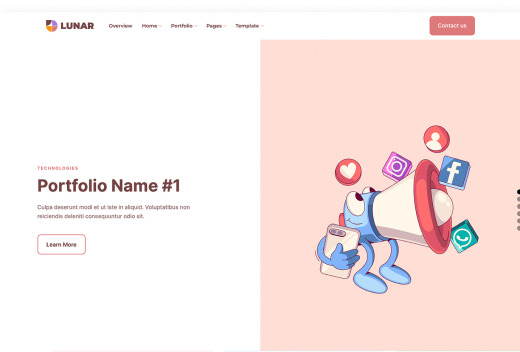 LUNAR
Overview Home Portfolio Pages Template
Contact us
TECHNOLOGIES
Portfolio Name #1
Culpa deserunt modi et ut iste in aliquid. Voluptatibus non
reiciendis deleniti consequuntur odio sit.
Learn More